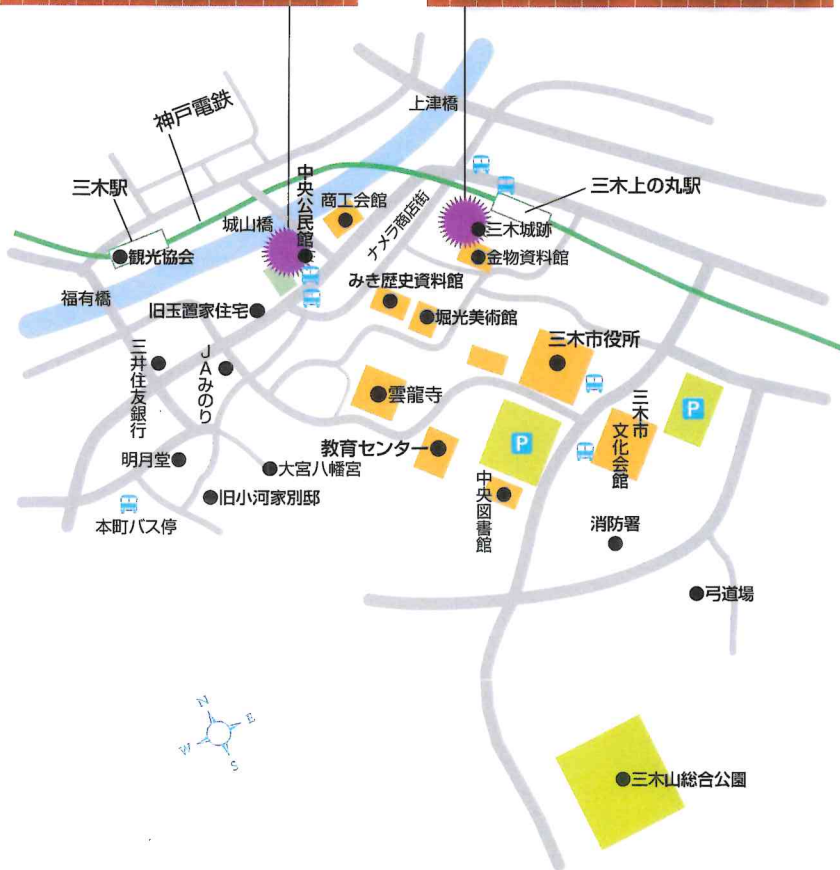 上津橋
神戸電鉄
三木駅
中央公民館
商工会館
ナメラ商店街
三木上の丸駅
城山橋
三木城跡
観光協会
金物資料館
福有橋
みき歴史資料館
旧玉置家住宅
堀光美術館
三木市役所
三井住友銀行
JAみのり
雲龍寺
三木市
文化会館
P
P
教育センター
明月堂
大宮八幡宮
中央図書館
旧小河家別邸
本町バス停
消防署
弓道場
N
E
W
S
三木山総合公園